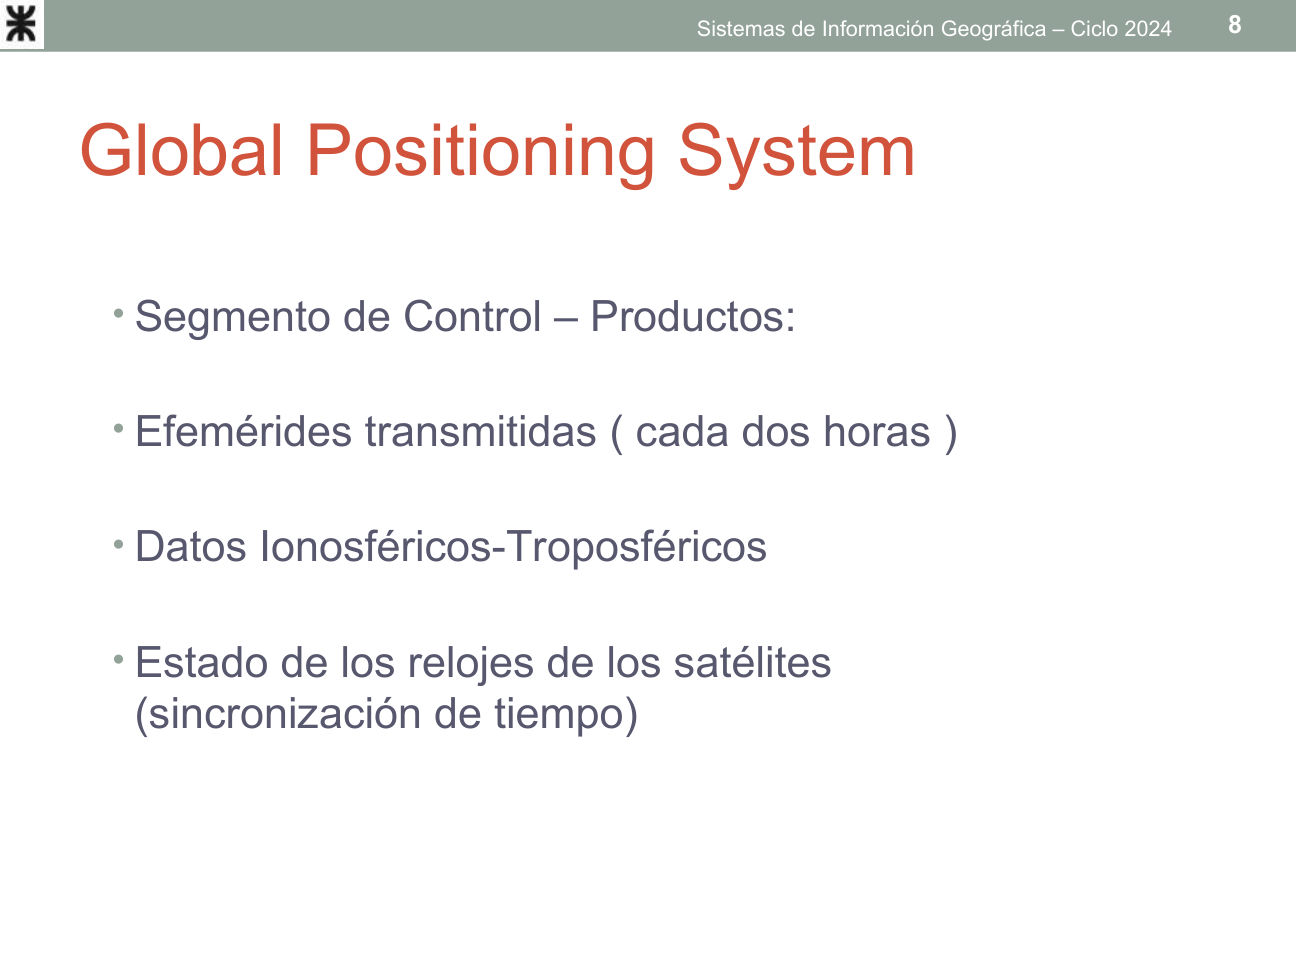 Sistemas de Información Geográfica – Ciclo 2024
8
Global Positioning System
• Segmento de Control – Productos:
• Efemérides transmitidas ( cada dos horas )
• Datos Ionosféricos-Troposféricos
• Estado de los relojes de los satélites
(sincronización de tiempo)